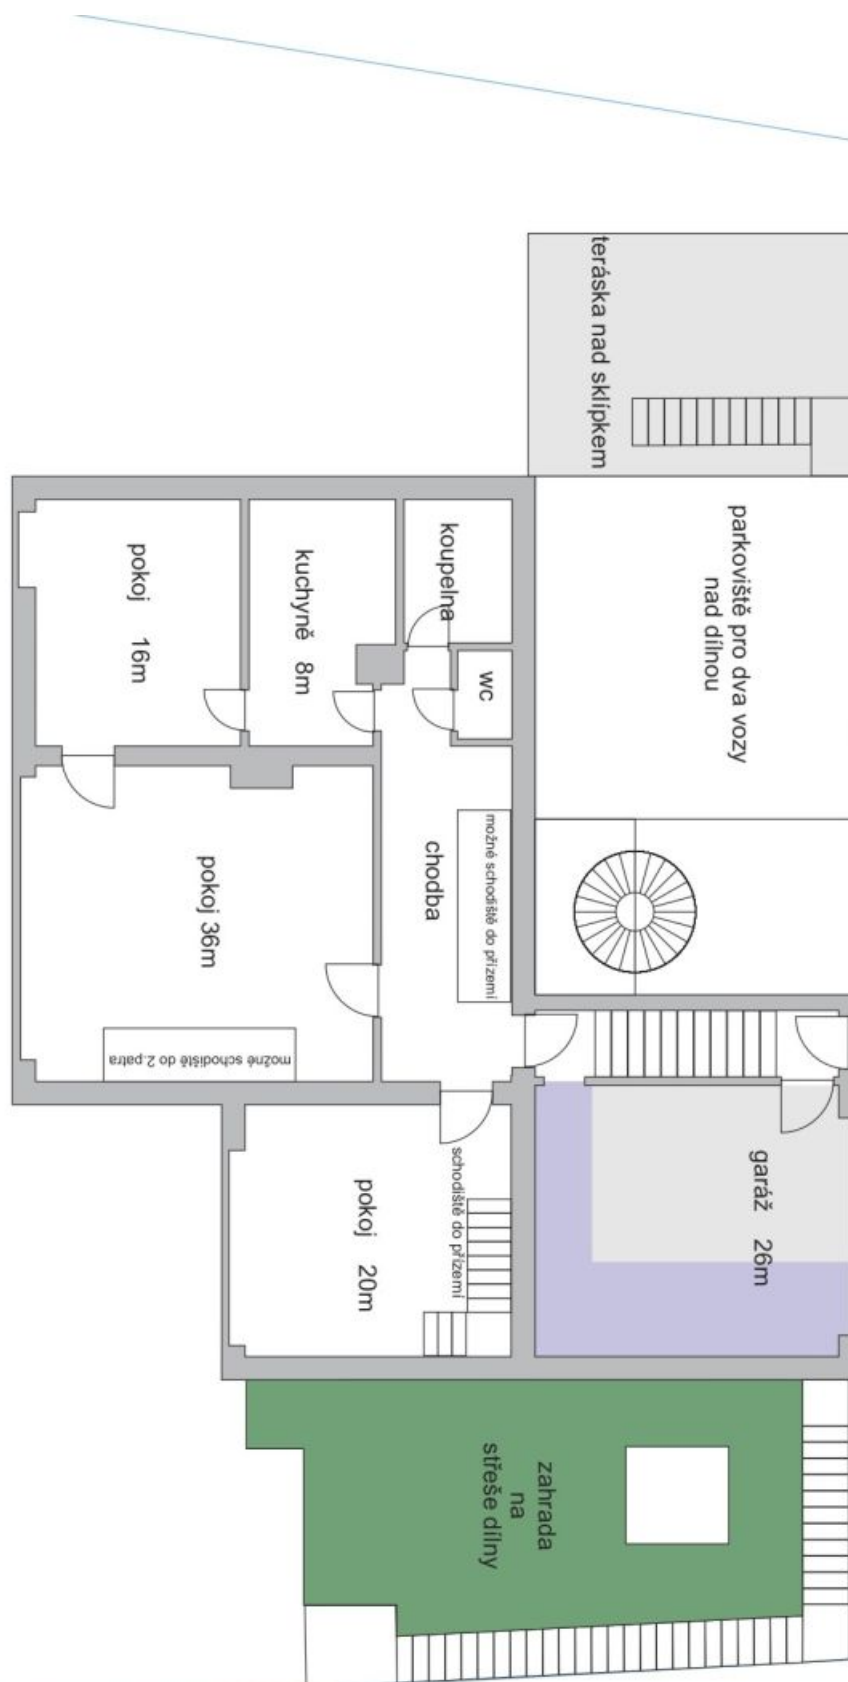 teráska nad sklípkem
parkoviště pro dva vozy
nad dílnou
koupelna
kuchyně 8m
pokoj 16m
wc
možné schodiště do přízemí
chodba
pokoj 36m
možné schodiště do 2.patra
garáž 26m
schodiště do přízemí
pokoj 20m
zahrada
na
střeše dílny